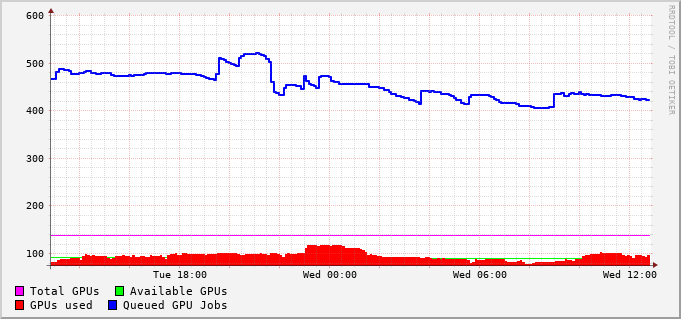 600
500
400
300
200
100
Tue 18:00 Wed 00:00 Wed 06:00 Wed 12:00
Total GPUs Available GPUs
GPUs used Queued GPU Jobs
RRDTOOL / TOBI OETIKER